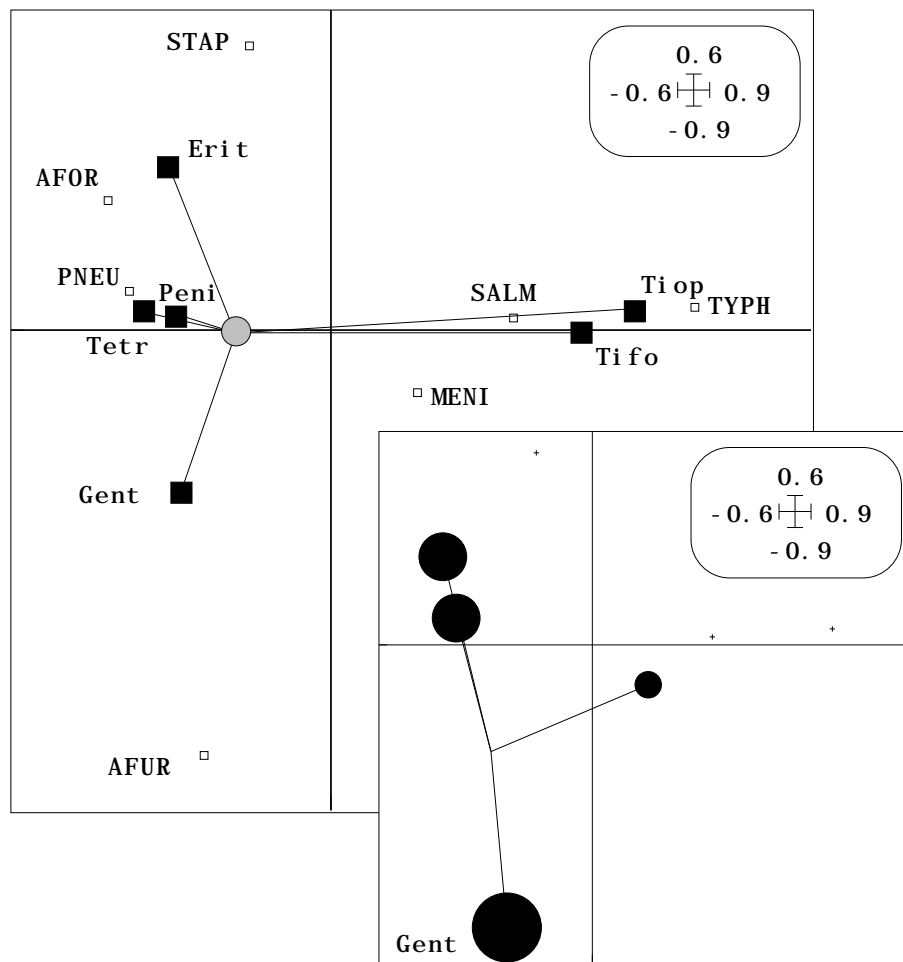 STAP
0.6
-0.6 0.9
-0.9
Erit
AFOR
PNEU
Peni
SALM
Tiop
TYPH
Tetr
Tifo
MENI
0.6
-0.6 0.9
-0.9
Gent
AFUR
Gent